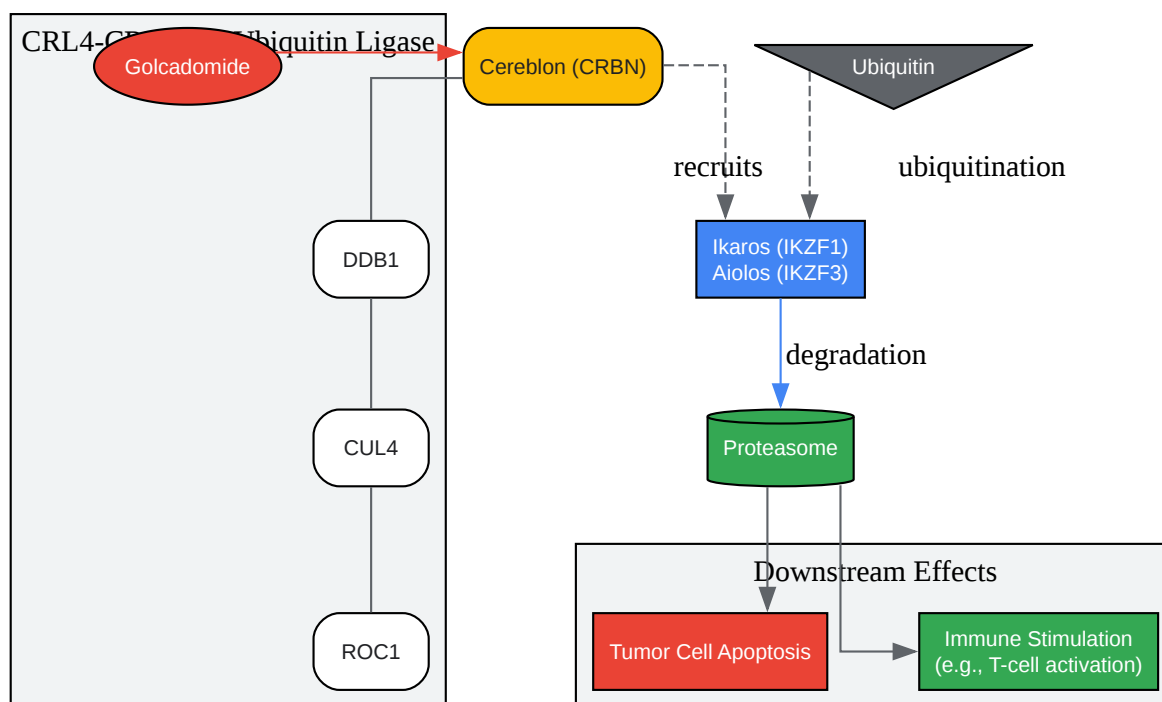 CRL4-C Ubiquitin Ligase
Golcadomide
Cereblon (CRBN)
Ubiquitin
recruits
ubiquitination
DDB1
Ikaros (IKZF1)
Aiolos (IKZF3)
degradation
CUL4
Proteasome
Downstream Effects
ROC1
Tumor Cell Apoptosis
Immune Stimulation
(e.g., T-cell activation)